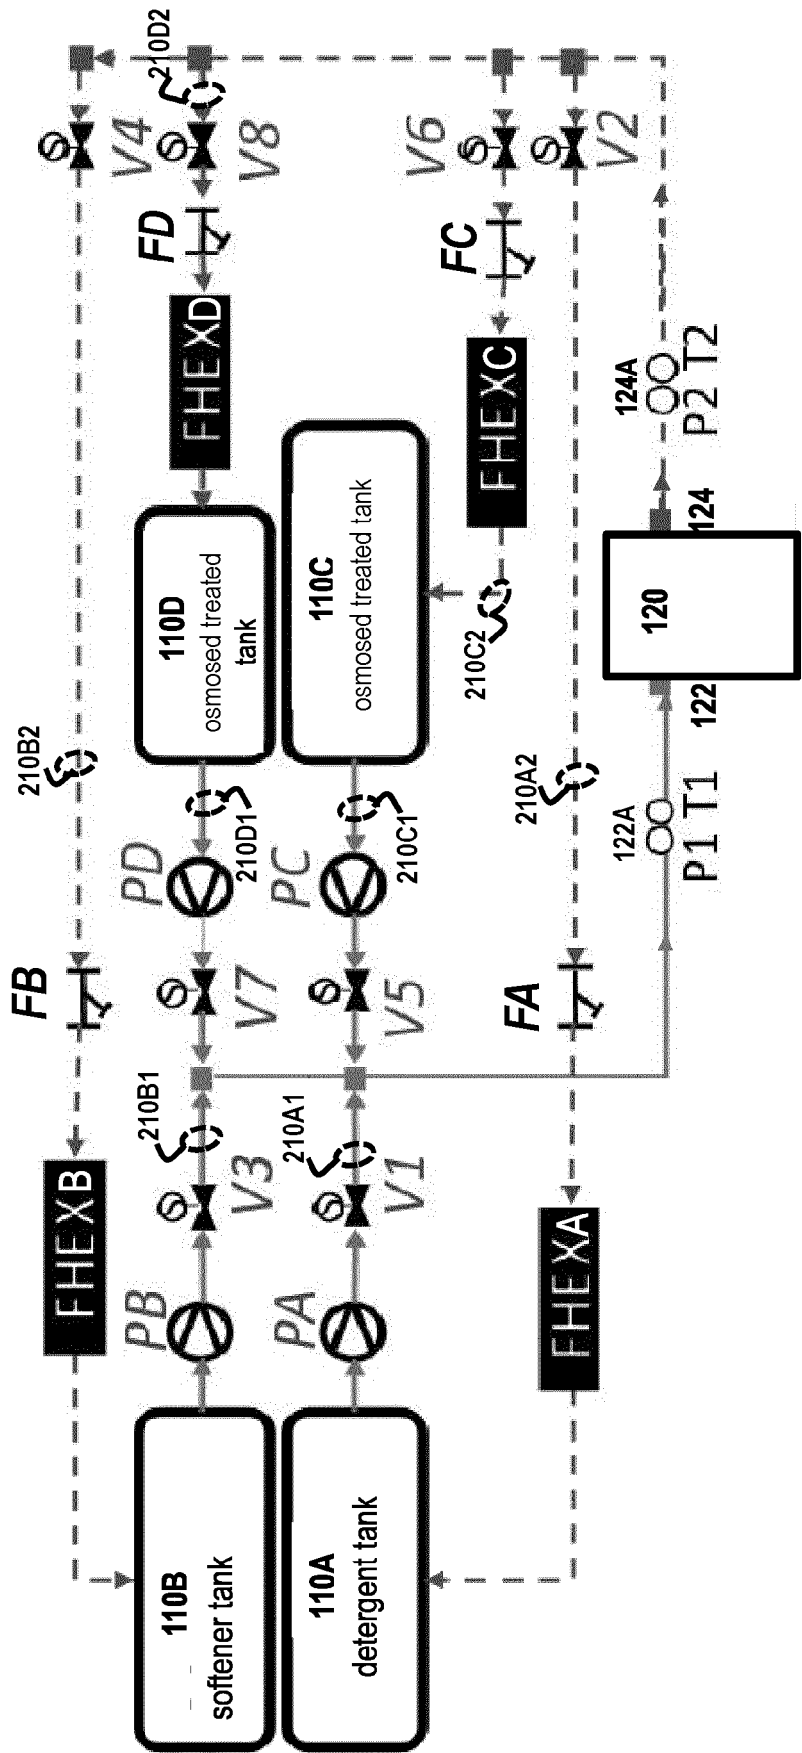 210D2
V4
V8
V6
V2
FD
FC
FHEXD
FHEXC
124A
P2 T2
110D
osmosed treated
tank
110C
osmosed treated tank
124
120
122
210C2
210B2
210D1
210C1
210A2
122A
P1 T1
PD
PC
FB
V7
V5
FA
210B1
210A1
V3
V1
FHEXB
FHEXA
PB
PA
110B
softener tank
110A
detergent tank
S
S
S
S
S
S
S
S